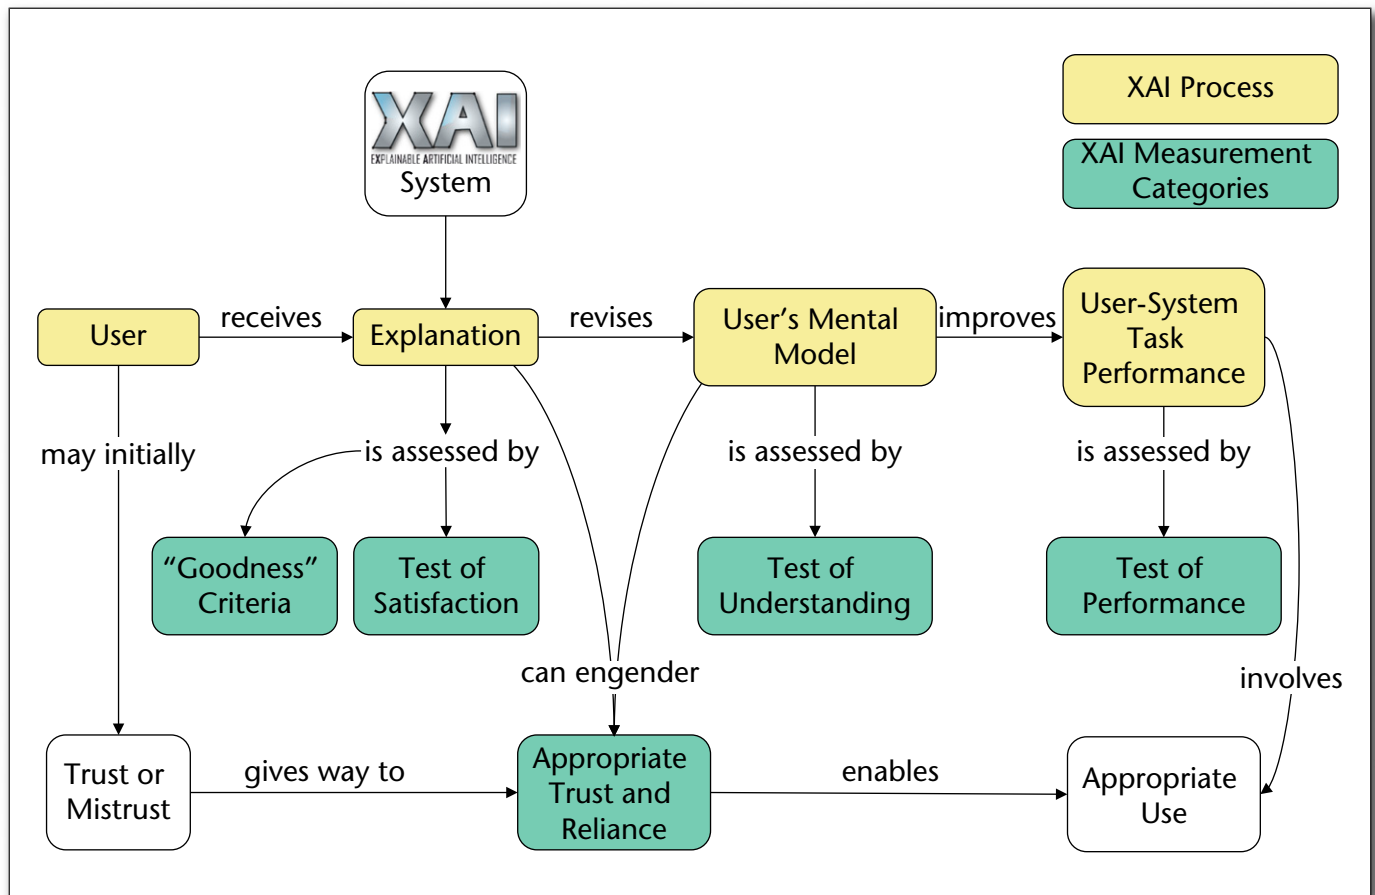 XAI Process
XAI
EXPLAINABLE ARTIFICIAL INTELLIGENCE
System
XAI Measurement
Categories
User
receives
Explanation
revises
User’s Mental
Model
improves
User-System
Task
Performance
may initially
is assessed by
is assessed by
is assessed by
“Goodness”
Criteria
Test of
Satisfaction
Test of
Understanding
Test of
Performance
can engender
involves
Trust or
Mistrust
gives way to
Appropriate
Trust and
Reliance
enables
Appropriate
Use